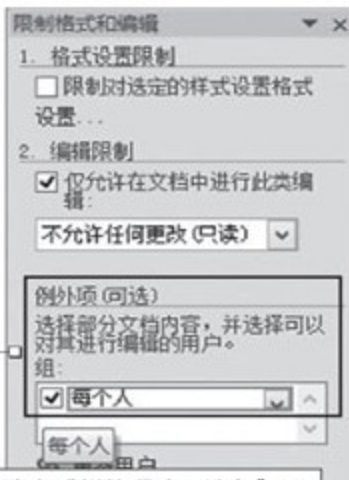 限制格式和编辑
1. 格式设置限制
限制对选定的样式设置格式
设置...
2. 编辑限制
仅允许在文档中进行此类编
辑:
不允许任何更改(只读)
例外项(可选)
选择部分文档内容，并选择可以
对其进行编辑的用户。
组:
每个人
每个人
用户